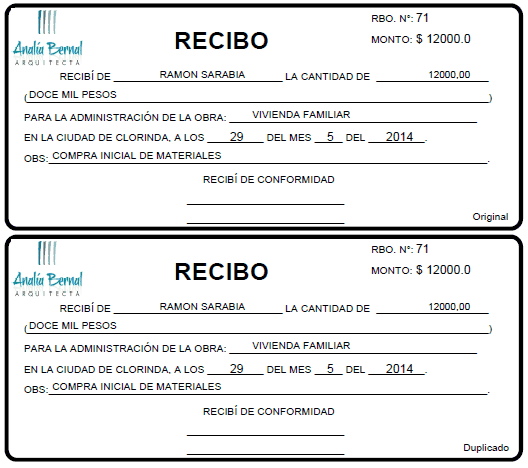 RBO. N°: 71
Analía Bernal
ARQUITECTA
RECIBO
MONTO: $ 12000.0
RECIBÍ DE RAMON SARABIA LA CANTIDAD DE 12000,00
(DOCE MIL PESOS)
PARA LA ADMINISTRACIÓN DE LA OBRA: VIVIENDA FAMILIAR
EN LA CIUDAD DE CLORINDA, A LOS 29 DEL MES 5 DEL 2014.
OBS: COMPRA INICIAL DE MATERIALES.
RECIBÍ DE CONFORMIDAD
Original
RBO. N°: 71
Analía Bernal
ARQUITECTA
RECIBO
MONTO: $ 12000.0
RECIBÍ DE RAMON SARABIA LA CANTIDAD DE 12000,00
(DOCE MIL PESOS)
PARA LA ADMINISTRACIÓN DE LA OBRA: VIVIENDA FAMILIAR
EN LA CIUDAD DE CLORINDA, A LOS 29 DEL MES 5 DEL 2014.
OBS: COMPRA INICIAL DE MATERIALES.
RECIBÍ DE CONFORMIDAD
Duplicado